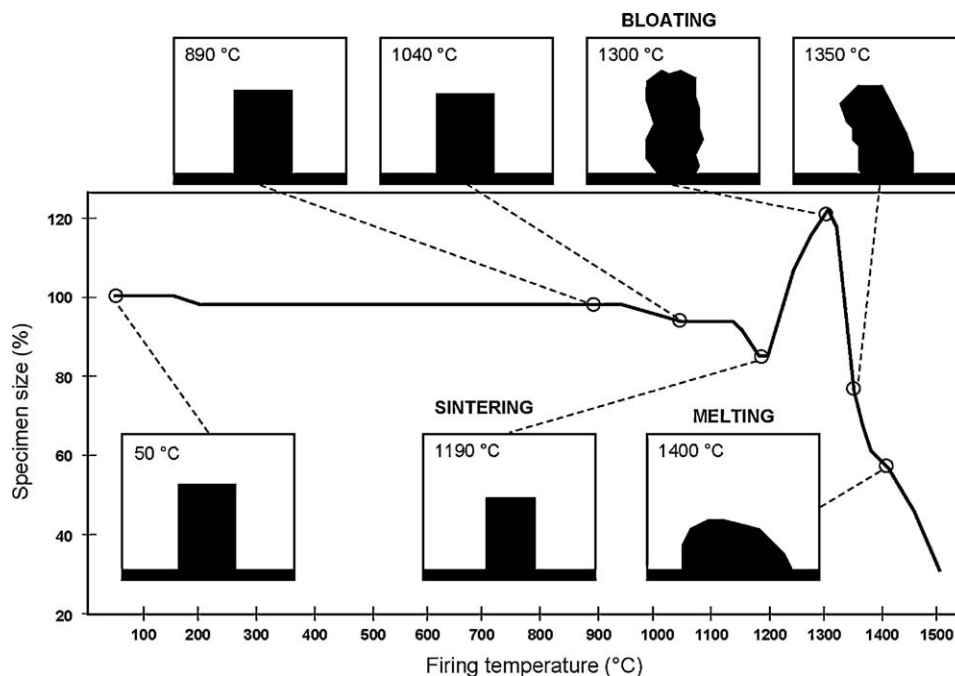 BLOATING
890 °C
1040 °C
1300 °C
1350 °C
120
100
80
60
40
20
Specimen size (%)
SINTERING
MELTING
50 °C
1190 °C
1400 °C
100 200 300 400 500 600 700 800 900 1000 1100 1200 1300 1400 1500
Firing temperature (°C)